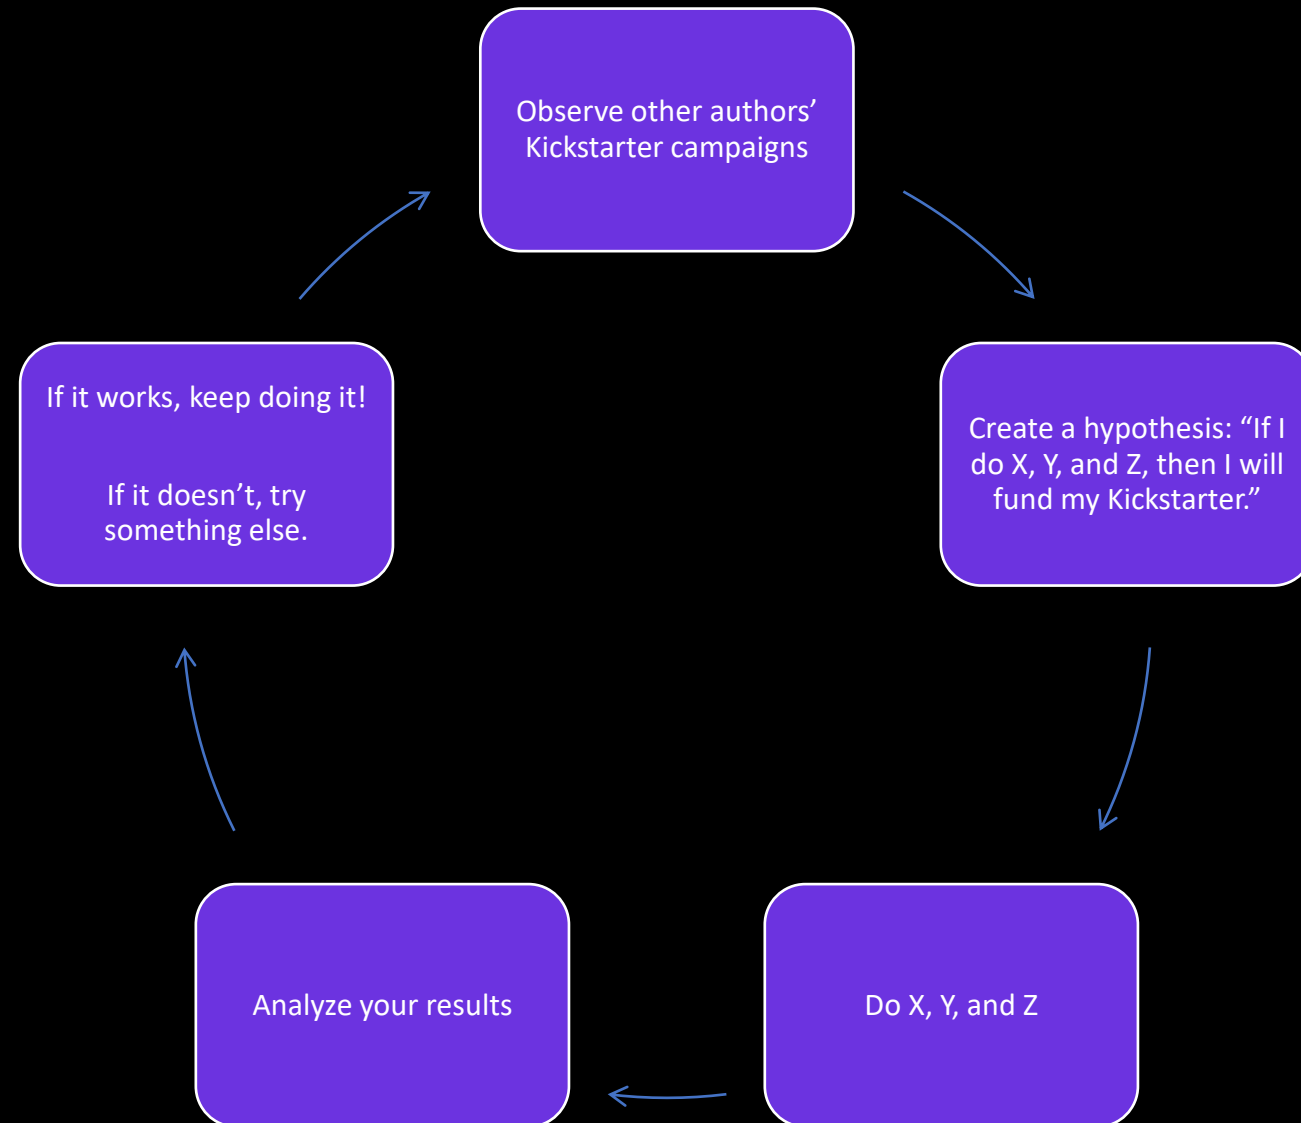 Observe other authors’
Kickstarter campaigns
Create a hypothesis: “If I
do X, Y, and Z, then I will
fund my Kickstarter.”
Do X, Y, and Z
Analyze your results
If it works, keep doing it!
If it doesn’t, try
something else.